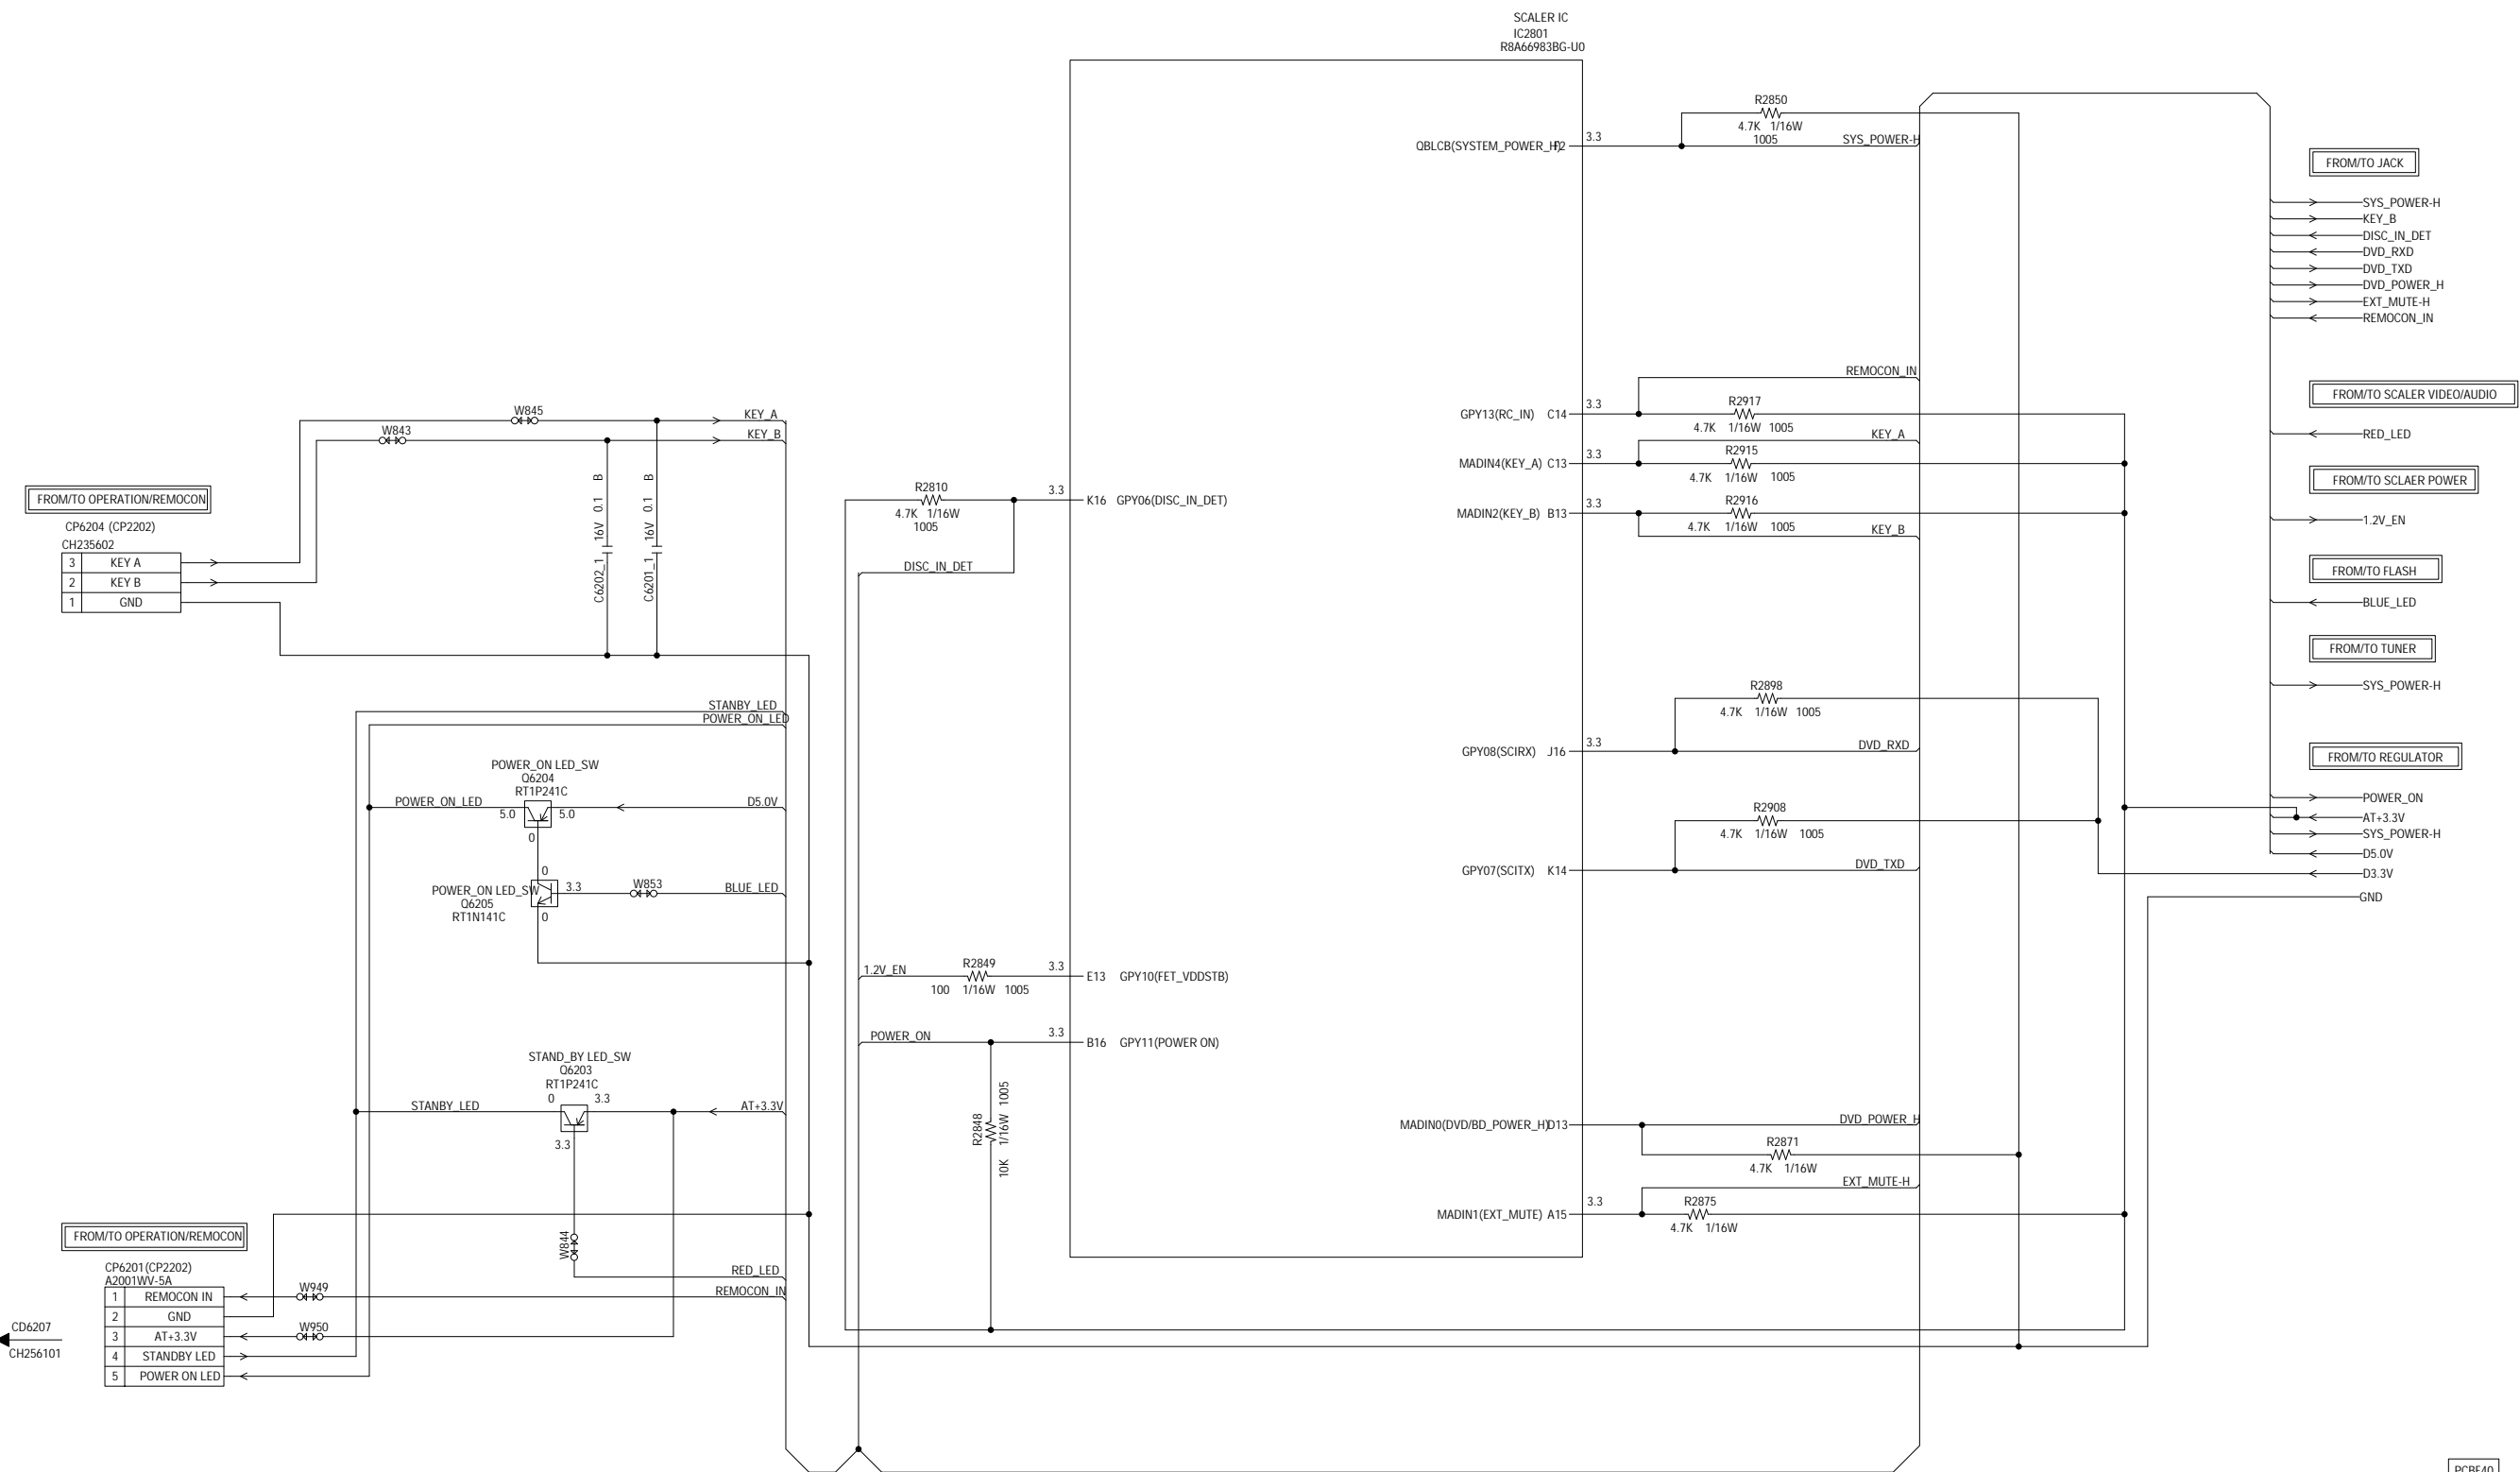 SCALER IC
IC2801
R8A66983BG-U0
R2850
4.7K 1/16W
1005
3.3
QBLCB(SYSTEM_POWER_H)
F2
SYS_POWER-H
FROM/TO JACK
SYS_POWER-H
KEY_B
DISC_IN_DET
DVD_RXD
DVD_TXD
DVD_POWER_H
EXT_MUTE-H
REMOCON_IN
REMOCON_IN
R2917
3.3
GPY13(RC_IN) C14
4.7K 1/16W 1005
KEY_A
R2915
3.3
MADIN4(KEY_A) C13
4.7K 1/16W 1005
R2916
3.3
MADIN2(KEY_B) B13
4.7K 1/16W 1005
KEY_B
FROM/TO SCALER VIDEO/AUDIO
RED_LED
FROM/TO SCLAER POWER
1.2V_EN
FROM/TO FLASH
BLUE_LED
FROM/TO TUNER
SYS_POWER-H
FROM/TO REGULATOR
POWER_ON
AT+3.3V
SYS_POWER-H
D5.0V
D3.3V
GND
W845
KEY_A
W843
KEY_B
C6202_1 16V 0.1 B
C6201_1 16V 0.1 B
FROM/TO OPERATION/REMOCON
CP6204 (CP2202)
CH235602
3 KEY A
2 KEY B
1 GND
R2810
4.7K 1/16W
1005
3.3
K16 GPY06(DISC_IN_DET)
DISC_IN_DET
STANBY_LED
POWER_ON_LED
POWER_ON LED_SW
Q6204
RT1P241C
POWER_ON_LED
5.0
5.0
D5.0V
0
0
POWER_ON LED_SW
Q6205
RT1N141C
3.3
W853
BLUE_LED
0
R2898
4.7K 1/16W 1005
3.3
GPY08(SCIRX) J16
DVD_RXD
R2908
4.7K 1/16W 1005
GPY07(SCITX) K14
DVD_TXD
1.2V_EN
R2849
100 1/16W 1005
3.3
E13 GPY10(FET_VDDSTB)
POWER_ON
3.3
B16 GPY11(POWER ON)
R2848
10K 1/16W 1005
STAND_BY LED_SW
Q6203
RT1P241C
0
3.3
STANBY_LED
AT+3.3V
3.3
W844
RED_LED
REMOCON_IN
MADIN0(DVD/BD_POWER_H)D13
DVD_POWER_H
R2871
4.7K 1/16W
EXT_MUTE-H
3.3
R2875
MADIN1(EXT_MUTE) A15
4.7K 1/16W
FROM/TO OPERATION/REMOCON
CP6201(CP2202)
A2001WV-5A
1 REMOCON IN
2 GND
3 AT+3.3V
4 STANDBY LED
5 POWER ON LED
W949
W950
CD6207
CH256101